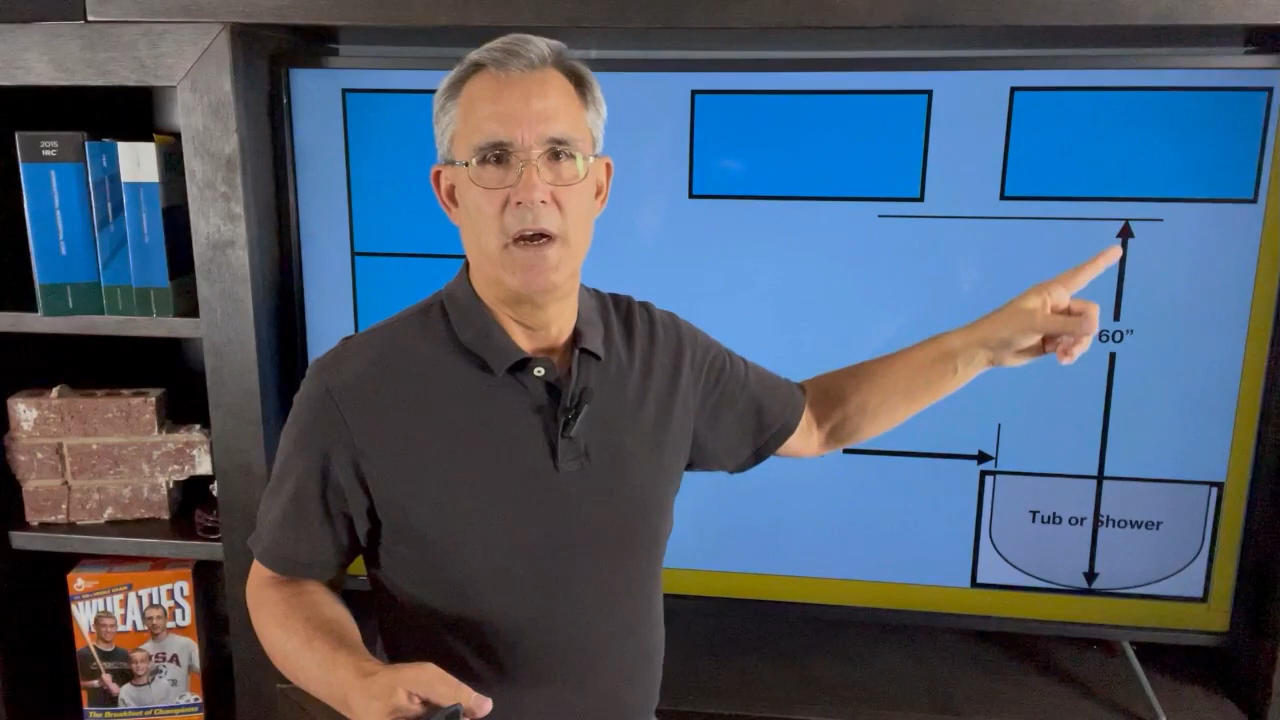 2015
IRC
60”
Tub or Shower
WHEATIES
USA
The Breakfast of Champions